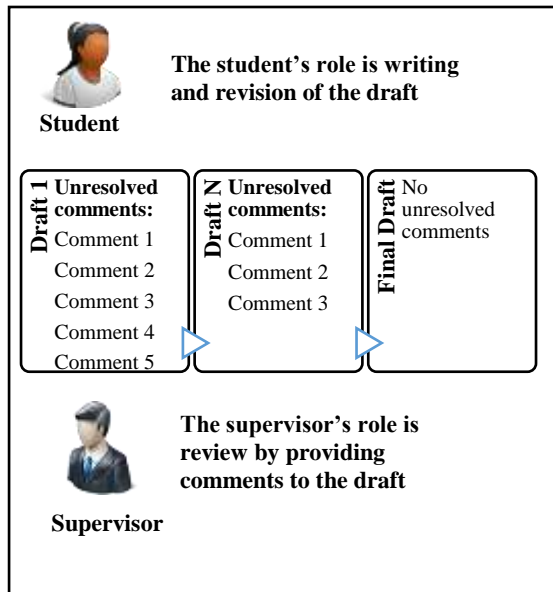 The student's role is writing
and revision of the draft
Student
Draft 1
Unresolved
comments:
Comment 1
Comment 2
Comment 3
Comment 4
Comment 5
Draft N
Unresolved
comments:
Comment 1
Comment 2
Comment 3
Final Draft
No
unresolved
comments
The supervisor's role is
review by providing
comments to the draft
Supervisor